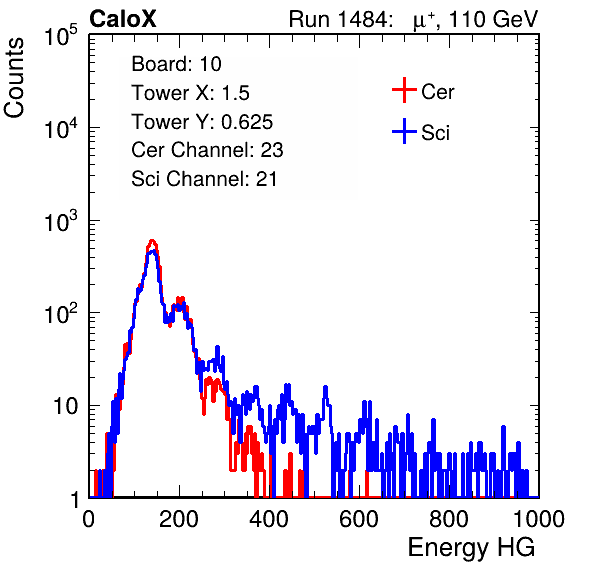 CaloX
Run 1484: μ⁺, 110 GeV
Counts
10⁵
10⁴
10³
10²
10
1
Board: 10
Tower X: 1.5
Tower Y: 0.625
Cer Channel: 23
Sci Channel: 21
Cer
Sci
0 200 400 600 800 1000
Energy HG